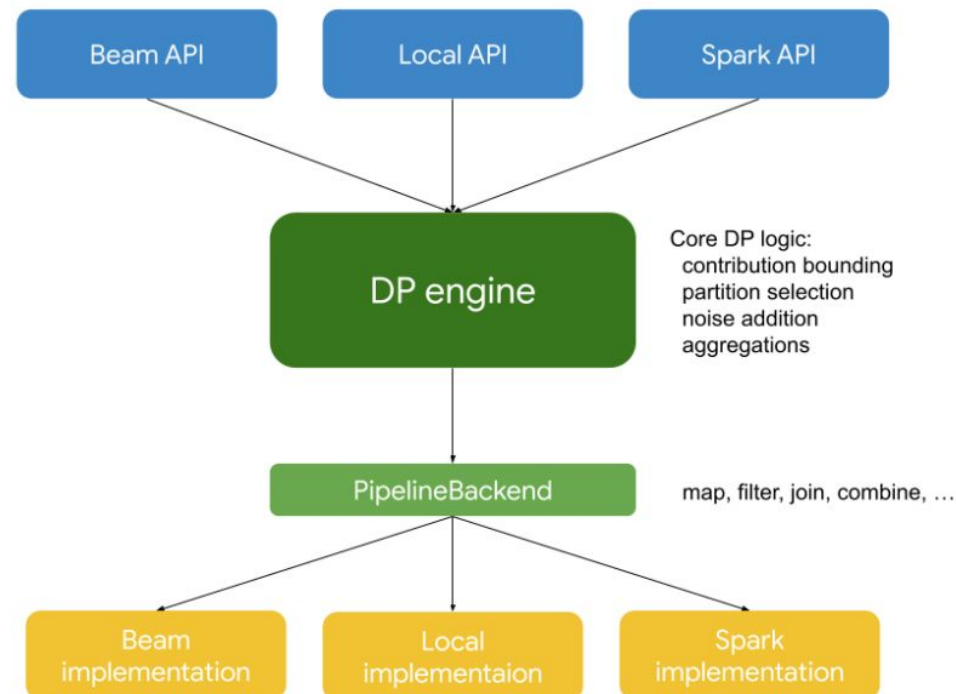 Beam API
Local API
Spark API
DP engine
Core DP logic:
contribution bounding
partition selection
noise addition
aggregations
PipelineBackend
map, filter, join, combine, …
Beam
implementation
Local
implementaion
Spark
implementation